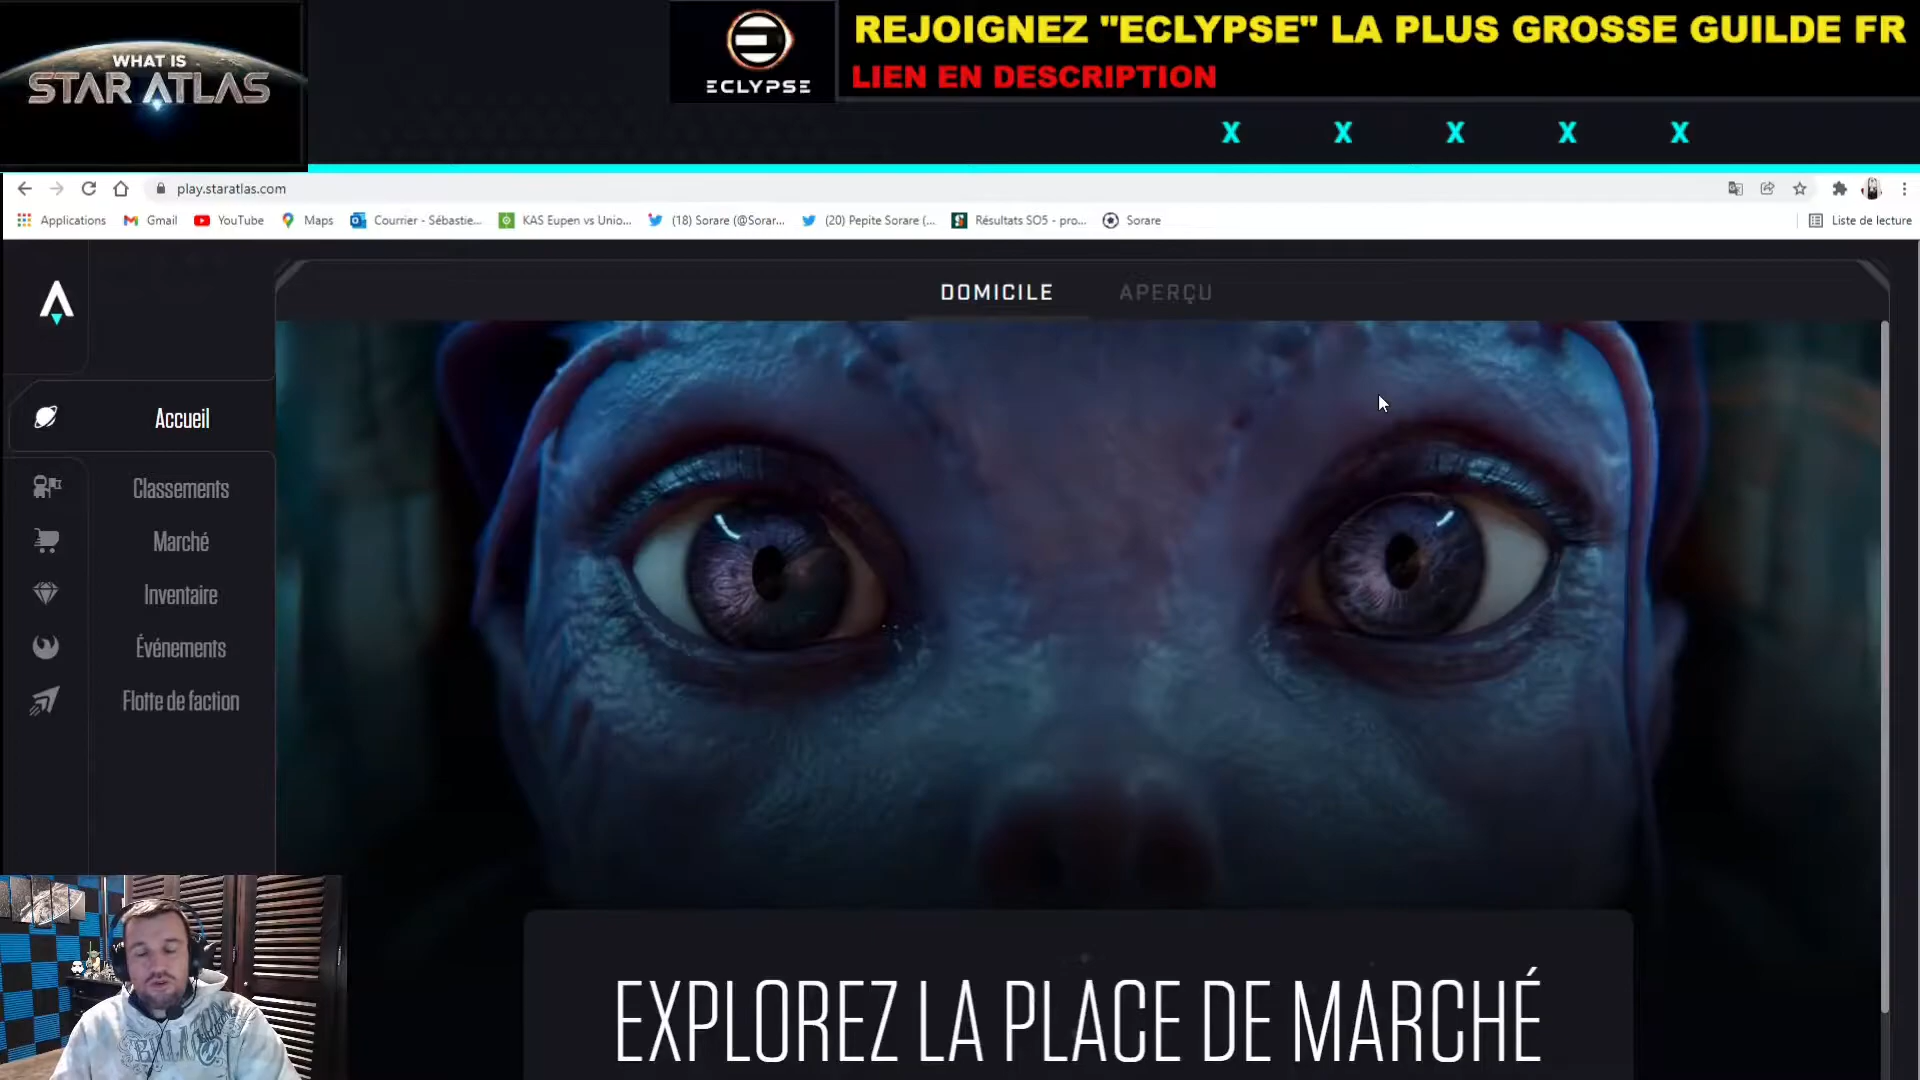 WHAT IS
STAR ATLAS
ECLYPSE
REJOIGNEZ "ECLYPSE" LA PLUS GROSSE GUILDE FR
LIEN EN DESCRIPTION
X X X X X
play.staratlas.com
Applications
Gmail
YouTube
Maps
Courrier - Sébastie...
KAS Eupen vs Unio...
(18) Sorare (@Sorar...
(20) Pepite Sorare (...
Résultats SO5 - pro...
Sorare
Liste de lecture
DOMICILE
APERÇU
Accueil
Classements
Marché
Inventaire
Événements
Flotte de faction
EXPLOREZ LA PLACE DE MARCHÉ